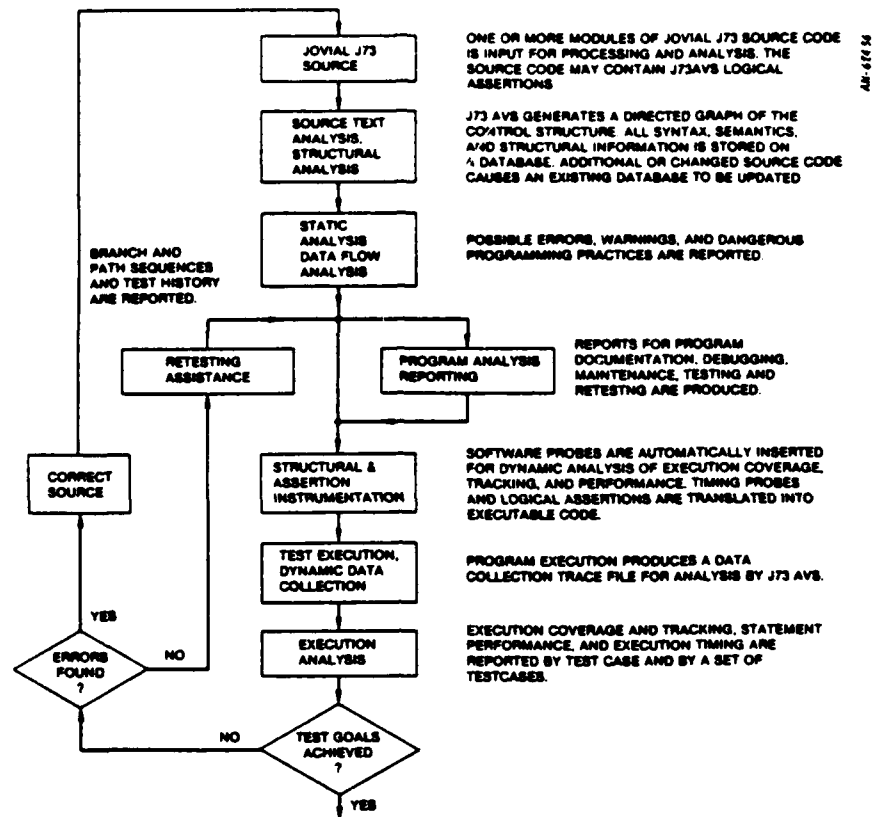 JOVIAL J73
SOURCE
ONE OR MORE MODULES OF JOVIAL J73 SOURCE CODE
IS INPUT FOR PROCESSING AND ANALYSIS. THE
SOURCE CODE MAY CONTAIN J73AVS LOGICAL
ASSERTIONS
SOURCE TEXT
ANALYSIS,
STRUCTURAL
ANALYSIS
J73 AVS GENERATES A DIRECTED GRAPH OF THE
CONTROL STRUCTURE. ALL SYNTAX, SEMANTICS,
AND STRUCTURAL INFORMATION IS STORED ON
A DATABASE. ADDITIONAL OR CHANGED SOURCE CODE
CAUSES AN EXISTING DATABASE TO BE UPDATED
STATIC
ANALYSIS
DATA FLOW
ANALYSIS
POSSIBLE ERRORS, WARNINGS, AND DANGEROUS
PROGRAMMING PRACTICES ARE REPORTED.
BRANCH AND
PATH SEQUENCES
AND TEST HISTORY
ARE REPORTED.
RETESTING
ASSISTANCE
PROGRAM ANALYSIS
REPORTING
REPORTS FOR PROGRAM
DOCUMENTATION, DEBUGGING,
MAINTENANCE, TESTING AND
RETESTNG ARE PRODUCED.
CORRECT
SOURCE
STRUCTURAL &
ASSERTION
INSTRUMENTATION
SOFTWARE PROBES ARE AUTOMATICALLY INSERTED
FOR DYNAMIC ANALYSIS OF EXECUTION COVERAGE,
TRACKING, AND PERFORMANCE. TIMING PROBES
AND LOGICAL ASSERTIONS ARE TRANSLATED INTO
EXECUTABLE CODE.
TEST EXECUTION,
DYNAMIC DATA
COLLECTION
PROGRAM EXECUTION PRODUCES A DATA
COLLECTION TRACE FILE FOR ANALYSIS BY J73 AVS.
EXECUTION
ANALYSIS
EXECUTION COVERAGE AND TRACKING, STATEMENT
PERFORMANCE, AND EXECUTION TIMING ARE
REPORTED BY TEST CASE AND BY A SET OF
TESTCASES.
YES
ERRORS
FOUND
?
NO
NO
TEST GOALS
ACHIEVED
?
YES